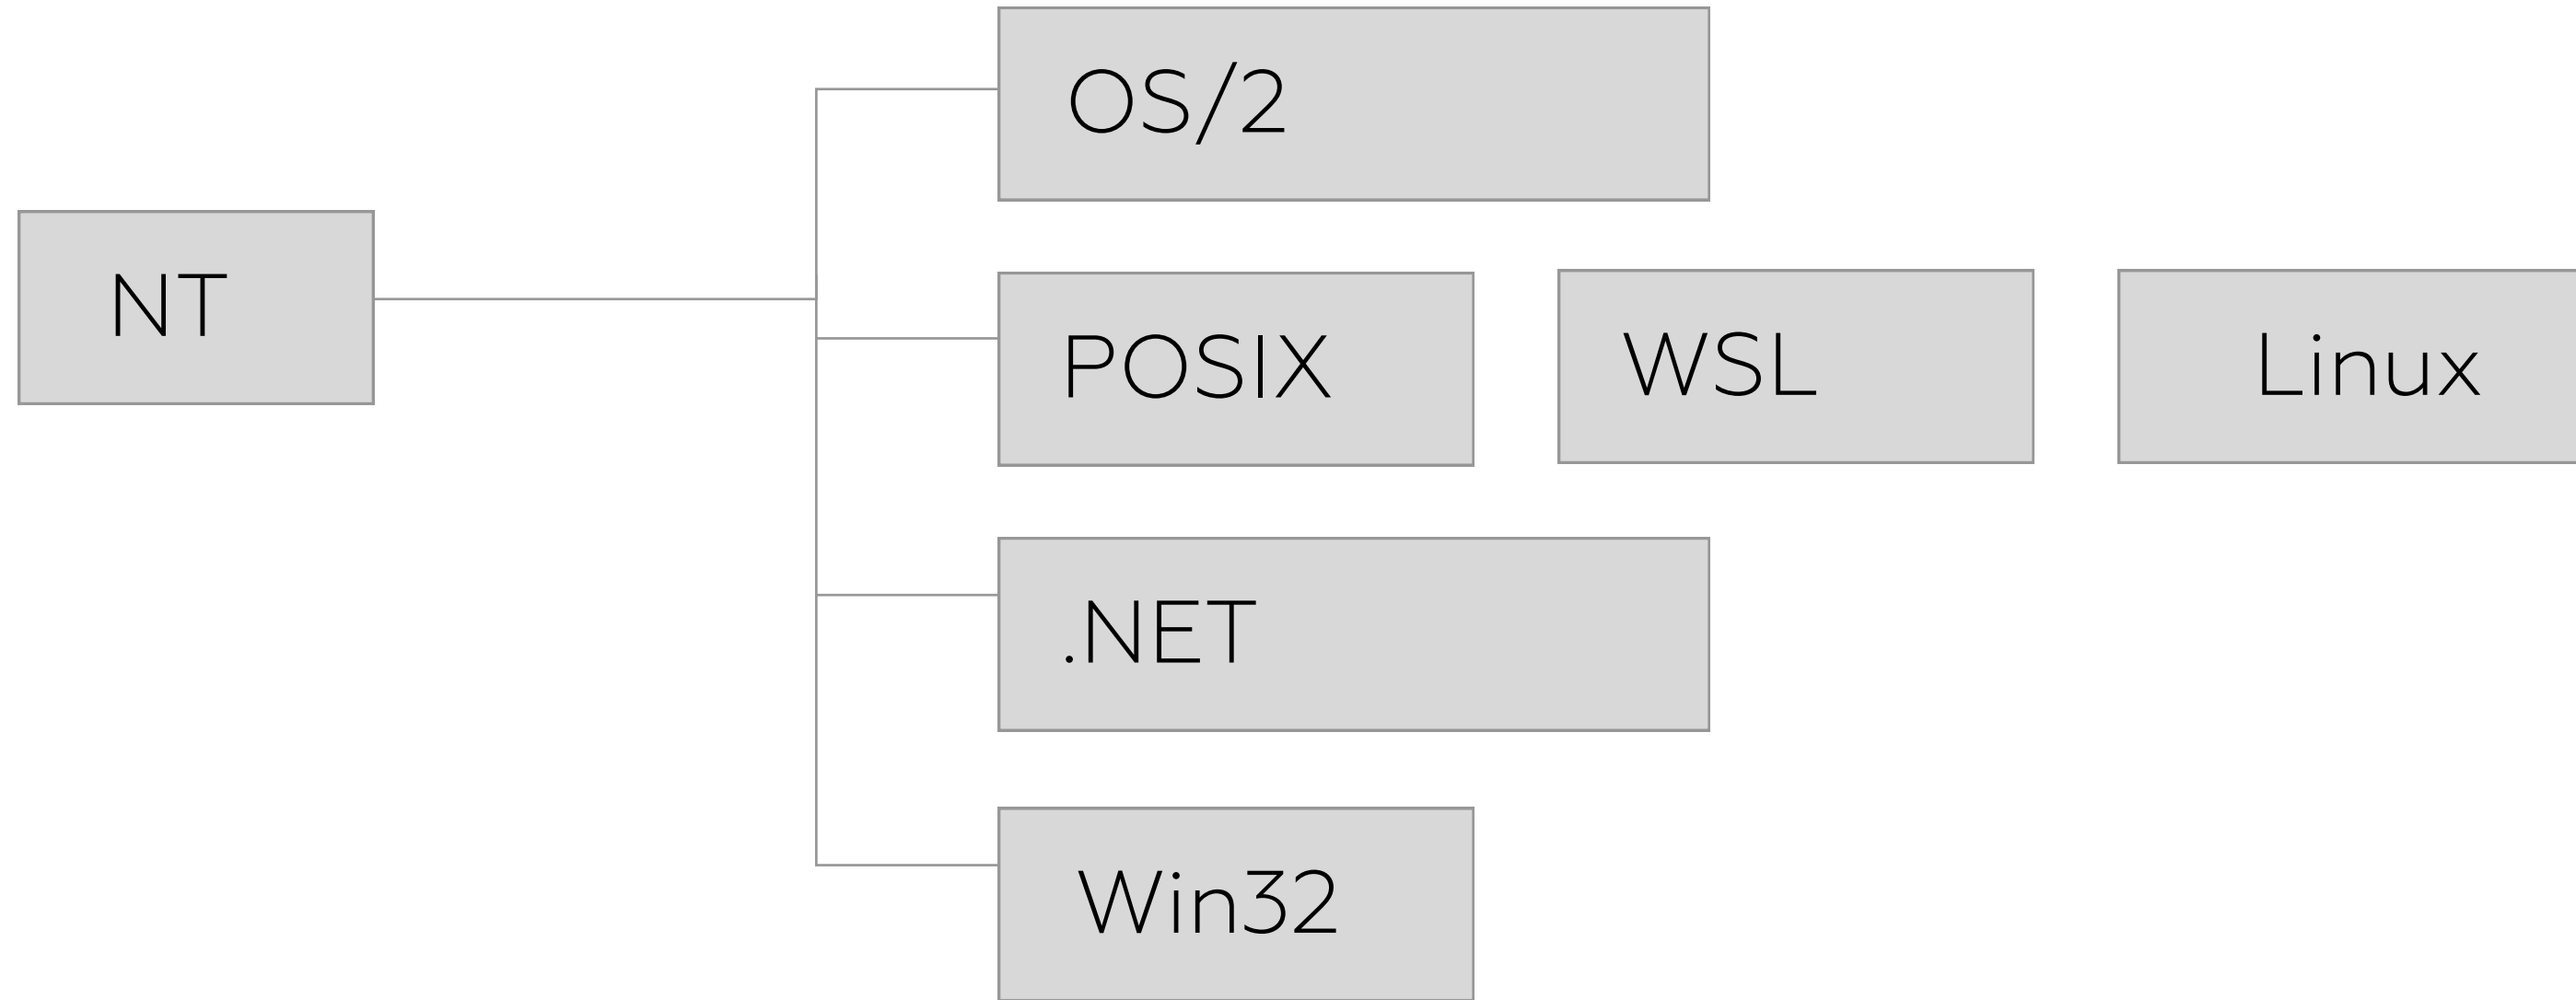 OS/2
NT
POSIX
WSL
Linux
.NET
Win32